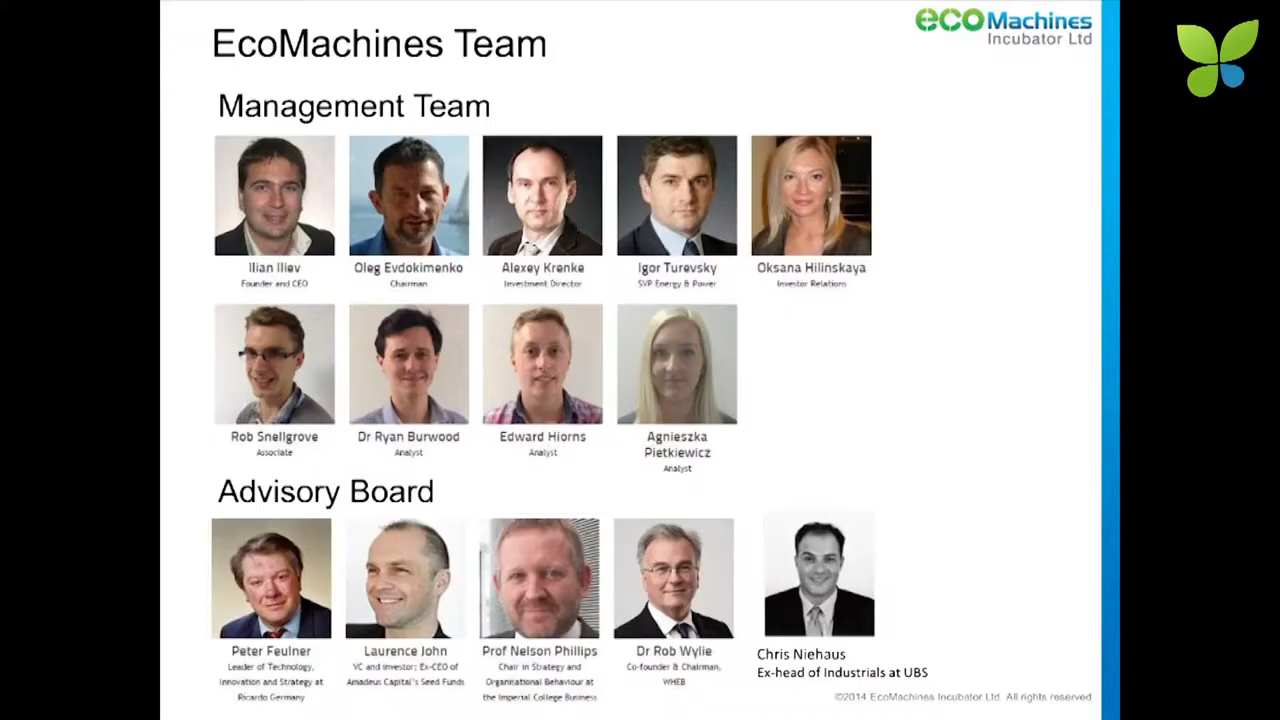 EcoMachines Team
eco Machines
Incubator Ltd
Management Team
Ilian Iliev
Founder and CEO
Oleg Evdokimenko
Chairman
Alexey Krenke
Investment Director
Igor Turevsky
SVP Energy & Power
Oksana Hilinskaya
Investor Relations
Rob Snellgrove
Associate
Dr Ryan Burwood
Analyst
Edward Hiorns
Analyst
Agnieszka
Pietkiewicz
Analyst
Advisory Board
Peter Feulner
Leader of Technology,
Innovation and Strategy at
Ricardo Germany
Laurence John
VC and investor; Ex-CEO of
Amadeus Capital's Seed Funds
Prof Nelson Phillips
Chair in Strategy and
Organisational Behaviour at
the Imperial College Business
Dr Rob Wylie
Co-founder & Chairman,
WHEB
Chris Niehaus
Ex-head of Industrials at UBS
©2014 EcoMachines Incubator Ltd. All rights reserved